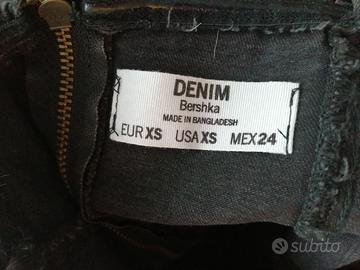 DENIM
Bershka
MADE IN BANGLADESH
EUR XS USA XS MEX 24
subito